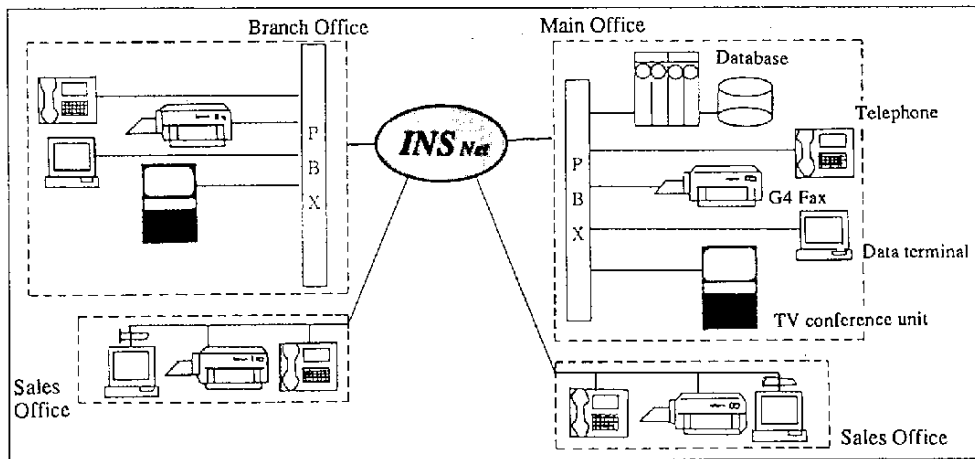 Branch Office
P
B
X
INS Net
Main Office
Database
Telephone
P
B
X
G4 Fax
Data terminal
TV conference unit
Sales
Office
Sales Office